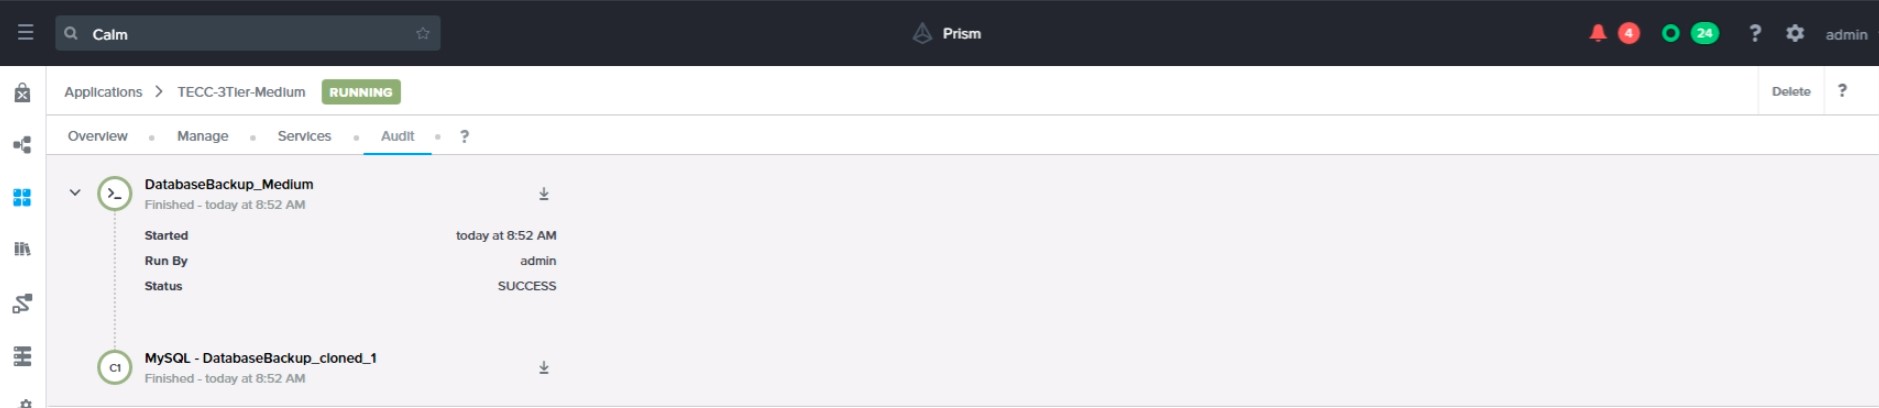 Calm
Prism
4
24
?
admin
Applications > TECC-3Tier-Medium RUNNING
Delete ?
Overview Manage Services Audit ?
DatabaseBackup_Medium
Finished - today at 8:52 AM
Started today at 8:52 AM
Run By admin
Status SUCCESS
C1
MySQL - DatabaseBackup_cloned_1
Finished - today at 8:52 AM